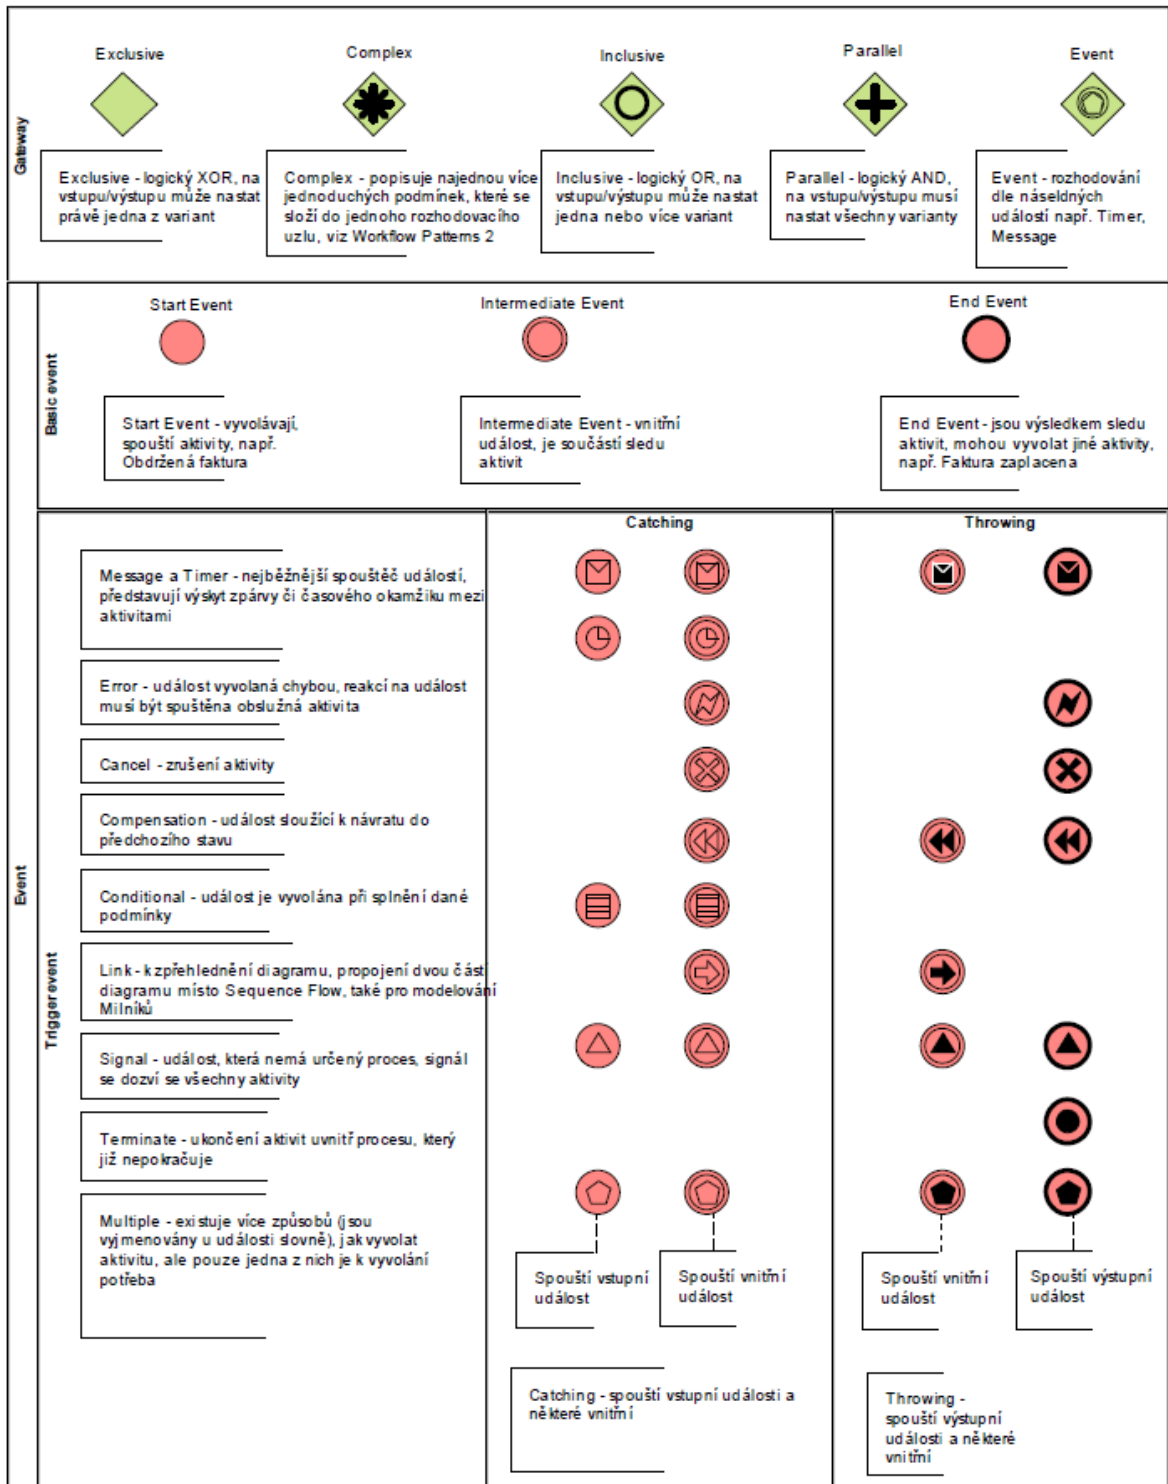 Gateway
Exclusive
Complex
Inclusive
Parallel
Event
Exclusive - logický XOR, na
vstupu/výstupu může nastat
právě jedna z variant
Complex - popisuje najednou více
jednoduchých podmínek, které se
složí do jednoho rozhodovacího
uzlu, viz Workflow Patterns 2
Inclusive - logický OR, na
vstupu/výstupu může nastat
jedna nebo více variant
Parallel - logický AND,
na vstupu/výstupu musí
nastat všechny varianty
Event - rozhodování
dle náseldných
událostí např. Timer,
Message
Event
Basic event
Start Event
Intermediate Event
End Event
Start Event - vyvolávají,
spouští aktivity, např.
Obdržená faktura
Intermediate Event - vnitřní
událost, je součástí sledu
aktivit
End Event - jsou výsledkem sledu
aktivit, mohou vyvolat jiné aktivity,
např. Faktura zaplacena
Triggerevent
Catching
Throwing
Message a Timer - nejběžnější spouštěč událostí,
představují výskyt zpárvy či časového okamžiku mezi
aktivitami
Error - událost vyvolaná chybou, reakcí na událost
musí být spuštěna obslužná aktivita
Cancel - zrušení aktivity
Compensation - událost sloužící k návratu do
předchozího stavu
Conditional - událost je vyvolána při splnění dané
podmínky
Link - k zpřehlednění diagramu, propojení dvou částí
diagramu místo Sequence Flow, také pro modelování
Milníků
Signal - událost, která nemá určený proces, signál
se dozví se všechny aktivity
Terminate - ukončení aktivit uvnitř procesu, který
již nepokračuje
Multiple - existuje více způsobů (jsou
vyjmenovány u události slovně), jak vyvolat
aktivitu, ale pouze jedna z nich je k vyvolání
potřeba
Spouští vstupní
událost
Spouští vnitřní
událost
Spouští vnitřní
událost
Spouští výstupní
událost
Catching - spouští vstupní události a
některé vnitřní
Throwing -
spouští výstupní
události a některé
vnitřní